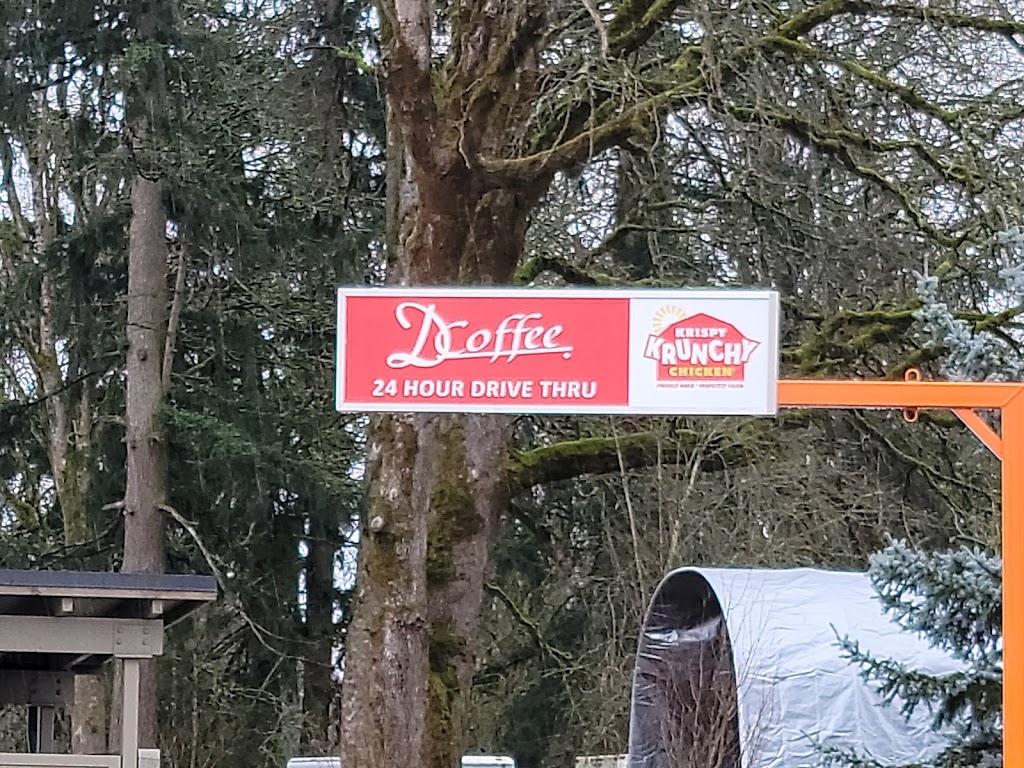 DCoffee
24 HOUR DRIVE THRU
KRISPY
KRUNCHY
CHICKEN